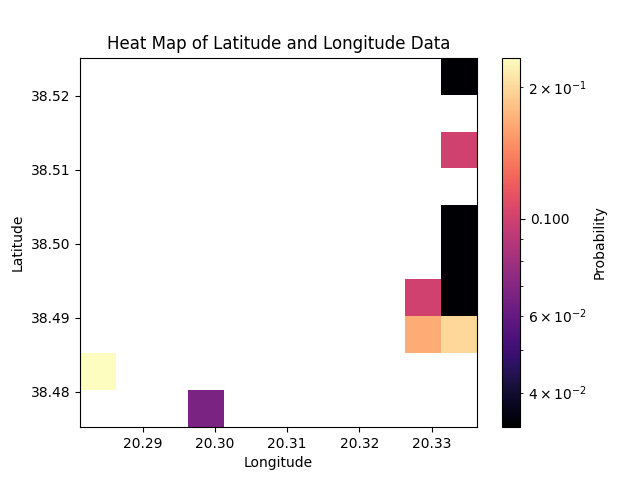 Heat Map of Latitude and Longitude Data
38.52
38.51
38.50
38.49
38.48
Latitude
20.29 20.30 20.31 20.32 20.33
Longitude
2 × 10⁻¹
0.100
6 × 10⁻²
4 × 10⁻²
Probability